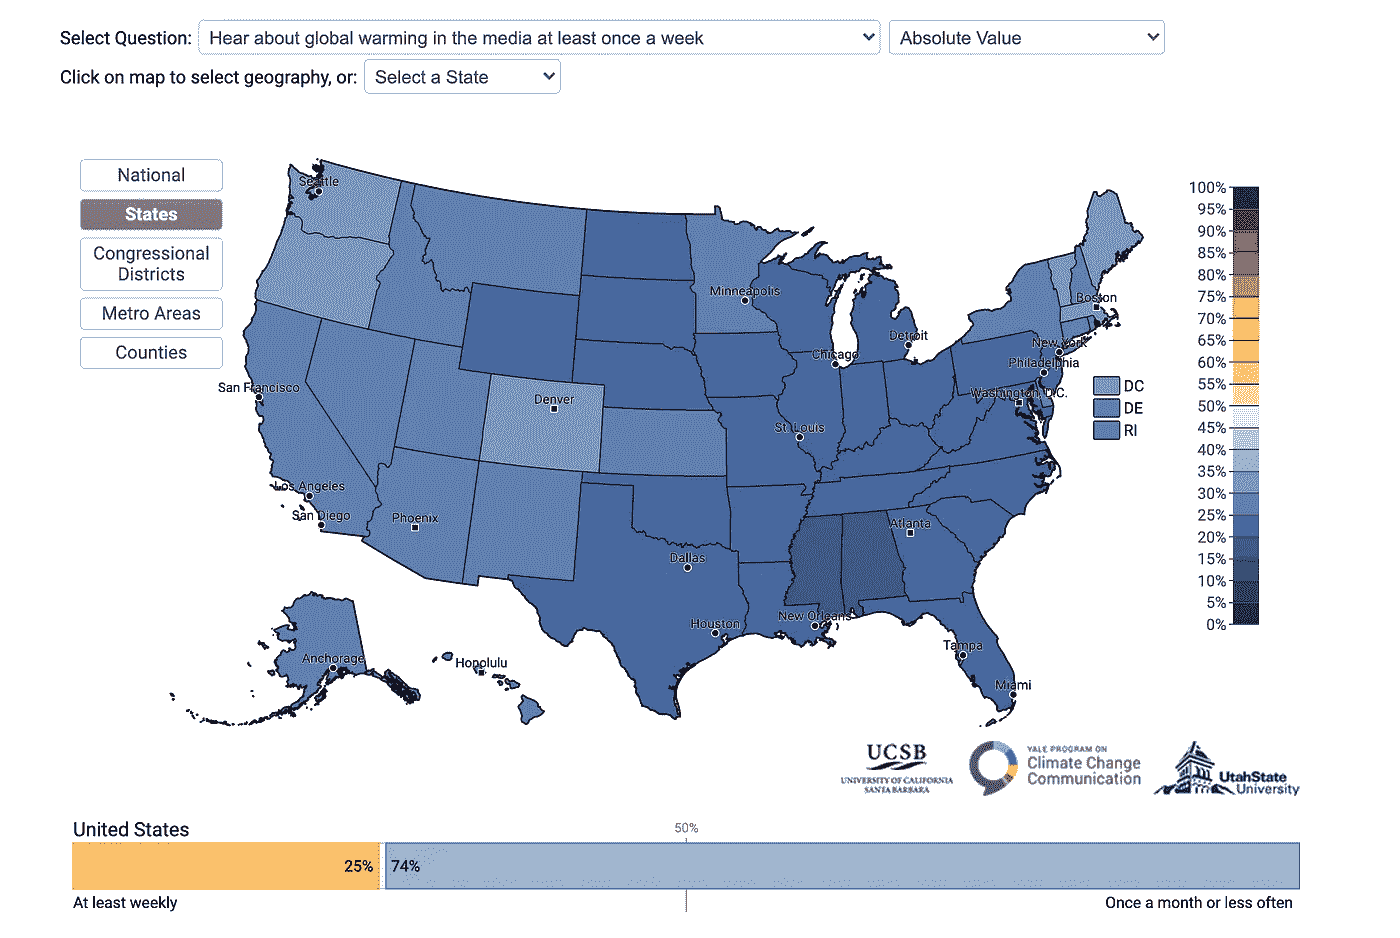 Select Question: Hear about global warming in the media at least once a week Absolute Value
Click on map to select geography, or: Select a State
National
States
Congressional
Districts
Metro Areas
Counties
Seattle
Minneapolis
Boston
Detroit
Chicago
New York
Philadelphia
San Francisco
Denver
Washington, D.C.
St. Louis
Los Angeles
San Diego
Phoenix
Atlanta
Dallas
Houston
New Orleans
Tampa
Miami
Anchorage
Honolulu
DC
DE
RI
100%
95%
90%
85%
80%
75%
70%
65%
60%
55%
50%
45%
40%
35%
30%
25%
20%
15%
10%
5%
0%
UCSB
UNIVERSITY OF CALIFORNIA
SANTA BARBARA
YALE PROGRAM ON
Climate Change
Communication
UtahState
University
United States
50%
25% 74%
At least weekly Once a month or less often